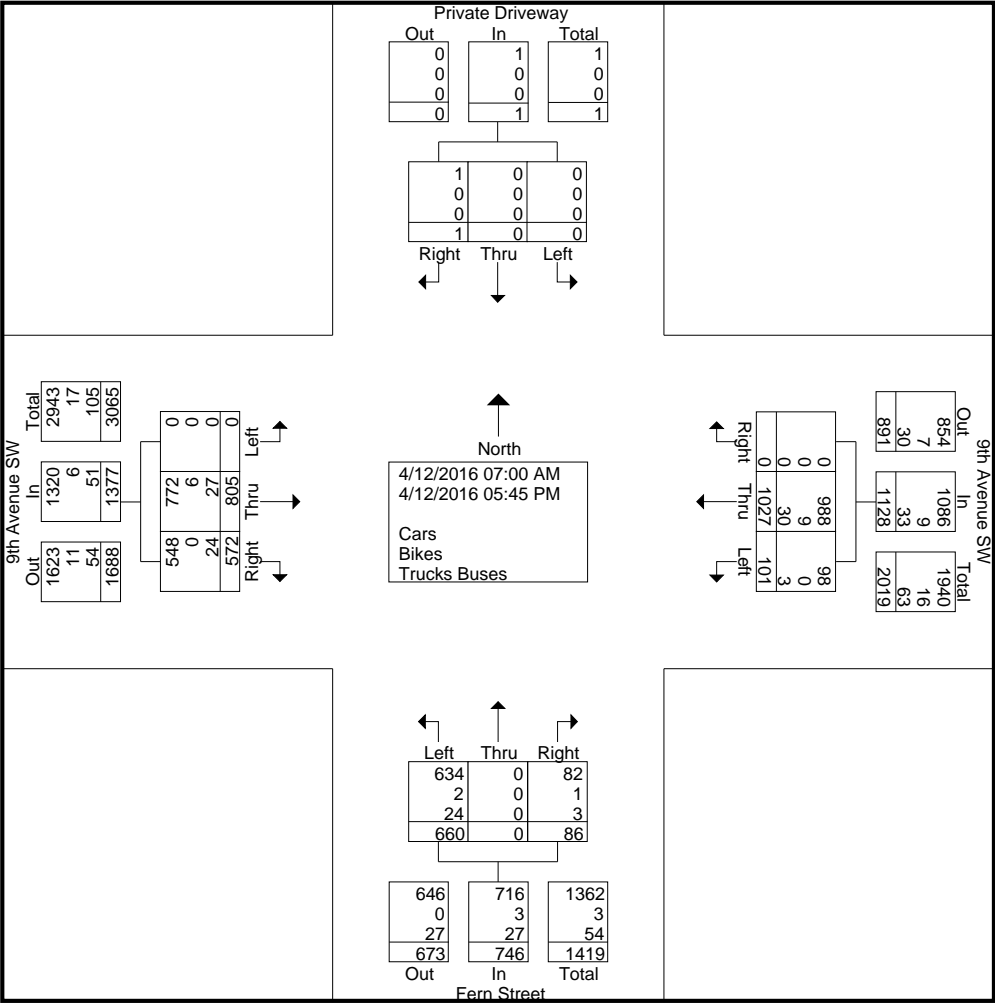 Private Driveway
Out In Total
0 1 1
0 0 0
0 0 0
0 1 1
1 0 0
0 0 0
0 0 0
1 0 0
Right Thru Left
9th Avenue SW
Total
2943
17
105
3065
In
1320
6
51
1377
Out
1623
11
54
1688
0 0 0 0
Left
772 6 27 805
Thru
548 0 24 572
Right
North
4/12/2016 07:00 AM
4/12/2016 05:45 PM
Cars
Bikes
Trucks Buses
Right
0 0 0 0
Thru
988 9 30 1027
Left
98 0 3 101
Out
854
7
30
891
In
1086
9
33
1128
Total
1940
16
63
2019
9th Avenue SW
Left Thru Right
634 0 82
2 0 1
24 0 3
660 0 86
646 716 1362
0 3 3
27 27 54
673 746 1419
Out In Total
Fern Street